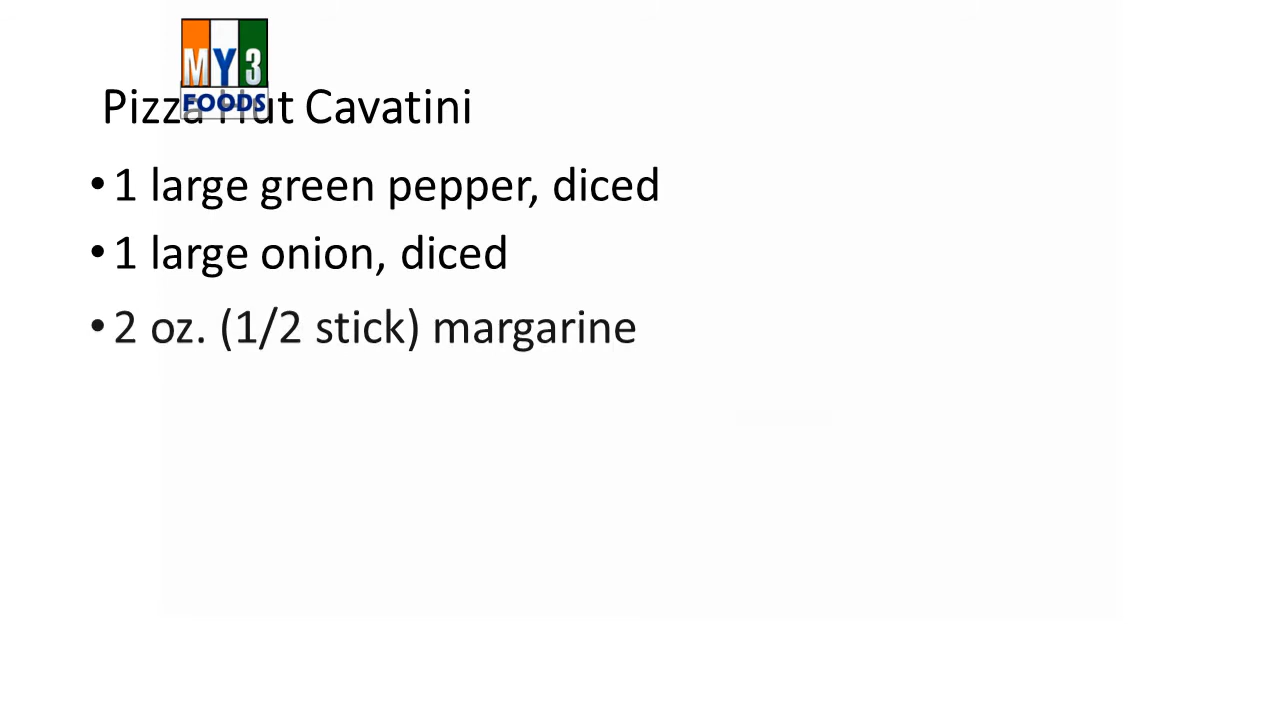 MY3
FOODS
Pizza Hut Cavatini
• 1 large green pepper, diced
• 1 large onion, diced
• 2 oz. (1/2 stick) margarine